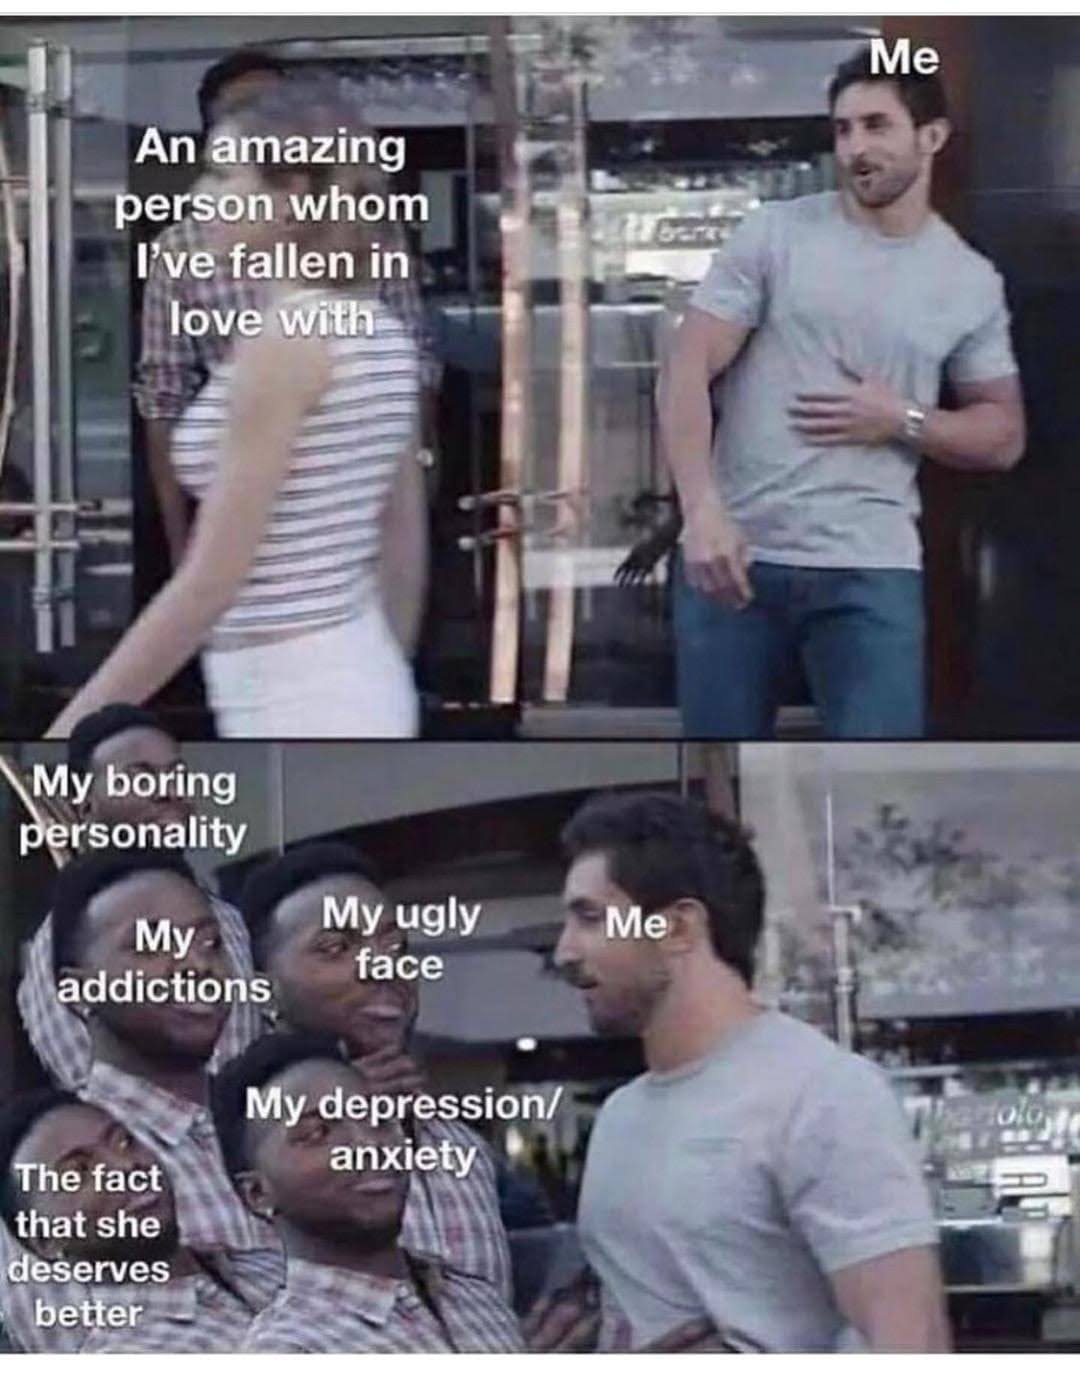 Me
An amazing
person whom
I've fallen in
love with
My boring
personality
My
addictions
My ugly
face
Me
My depression/
anxiety
The fact
that she
deserves
better